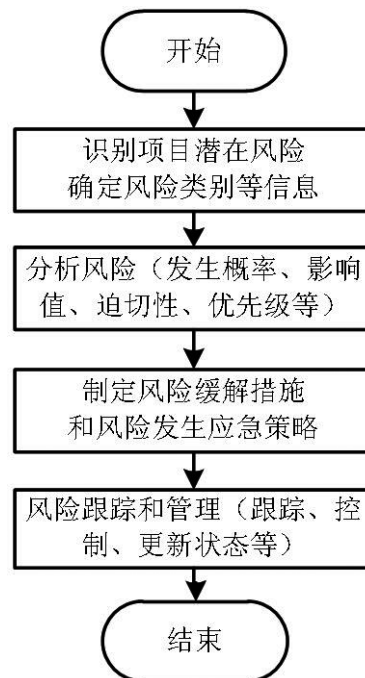 开始
识别项目潜在风险
确定风险类别等信息
分析风险（发生概率、影响
值、迫切性、优先级等）
制定风险缓解措施
和风险发生应急策略
风险跟踪和管理（跟踪、控
制、更新状态等）
结束